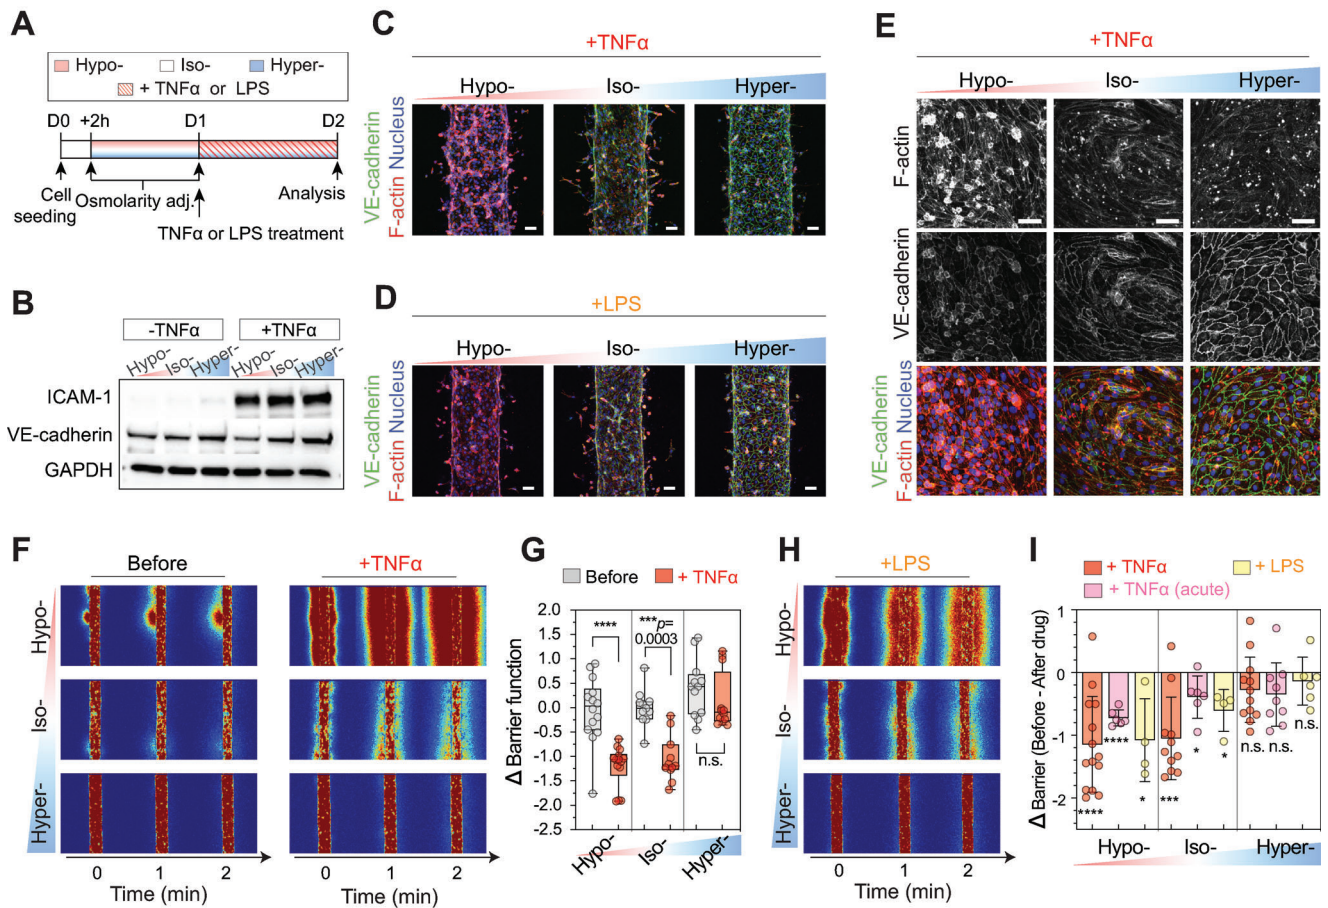 A
Hypo-
Iso-
Hyper-
+ TNFα or LPS
D0
+2h
D1
D2
Cell
seeding
Osmolarity adj.
Analysis
TNFα or LPS treatment
B
-TNFα
+TNFα
Hypo-
Iso-
Hyper-
Hypo-
Iso-
Hyper-
ICAM-1
VE-cadherin
GAPDH
C
+TNFα
Hypo-
Iso-
Hyper-
VE-cadherin
F-actin Nucleus
D
+LPS
Hypo-
Iso-
Hyper-
VE-cadherin
F-actin Nucleus
E
+TNFα
Hypo-
Iso-
Hyper-
F-actin
VE-cadherin
VE-cadherin
F-actin Nucleus
F
Before
+TNFα
Hypo-
Iso-
Hyper-
0
1
2
0
1
2
Time (min)
Time (min)
G
Before
+ TNFα
Δ Barrier function
2.0
1.5
1.0
0.5
0.0
-0.5
-1.0
-1.5
-2.0
-2.5
****
***p=
0.0003
n.s.
Hypo-
Iso-
Hyper-
H
+LPS
Hypo-
Iso-
Hyper-
0
1
2
Time (min)
I
+ TNFα
+ LPS
+ TNFα (acute)
Δ Barrier (Before - After drug)
1
0
-1
-2
****
****
*
***
*
*
n.s.
n.s.
n.s.
Hypo-
Iso-
Hyper-